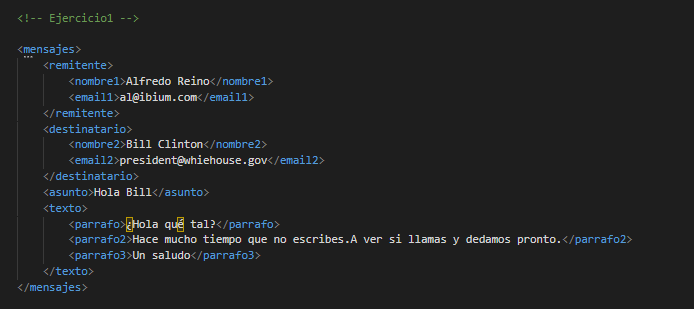 <!-- Ejercicio1 -->
<mensajes>
<remitente>
<nombre1>Alfredo Reino</nombre1>
<email1>al@ibium.com</email1>
</remitente>
<destinatario>
<nombre2>Bill Clinton</nombre2>
<email2>president@whiehouse.gov</email2>
</destinatario>
<asunto>Hola Bill</asunto>
<texto>
<parrafo>¿Hola qué tal?</parrafo>
<parrafo2>Hace mucho tiempo que no escribes.A ver si llamas y dedamos pronto.</parrafo2>
<parrafo3>Un saludo</parrafo3>
</texto>
</mensajes>